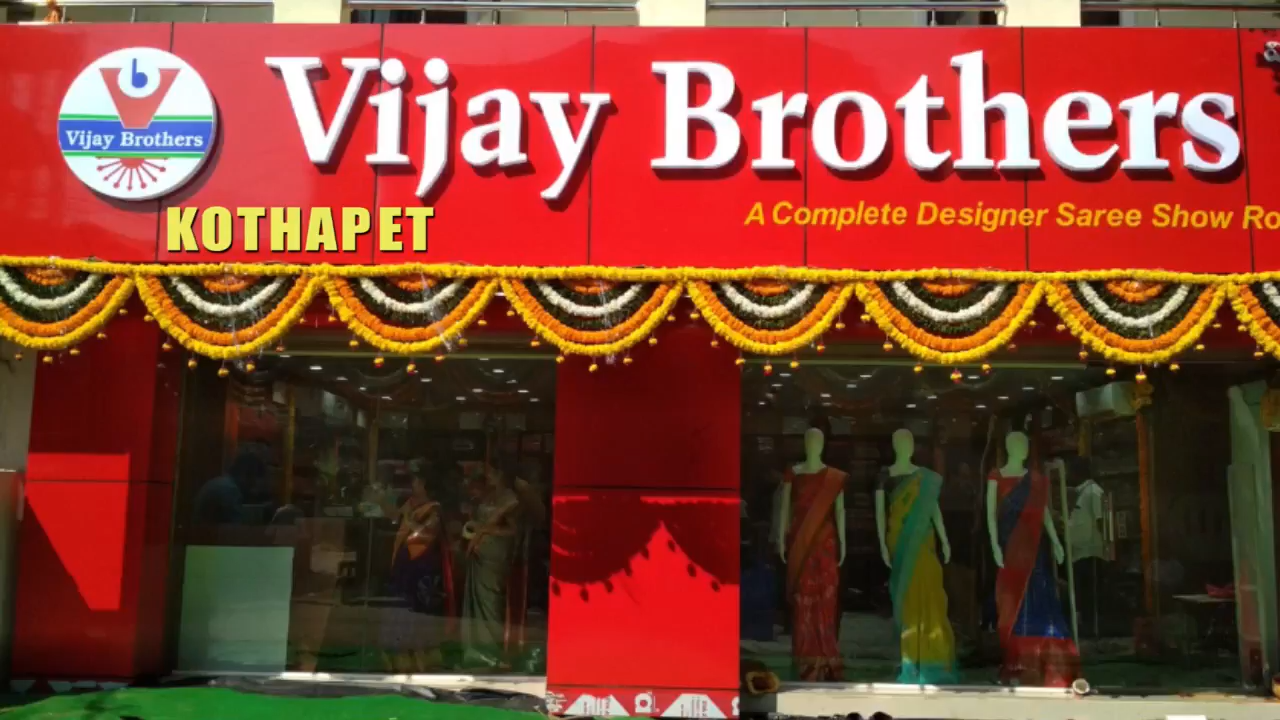 b
Vijay Brothers
Vijay Brothers
KOTHAPET
A Complete Designer Saree Show Ro